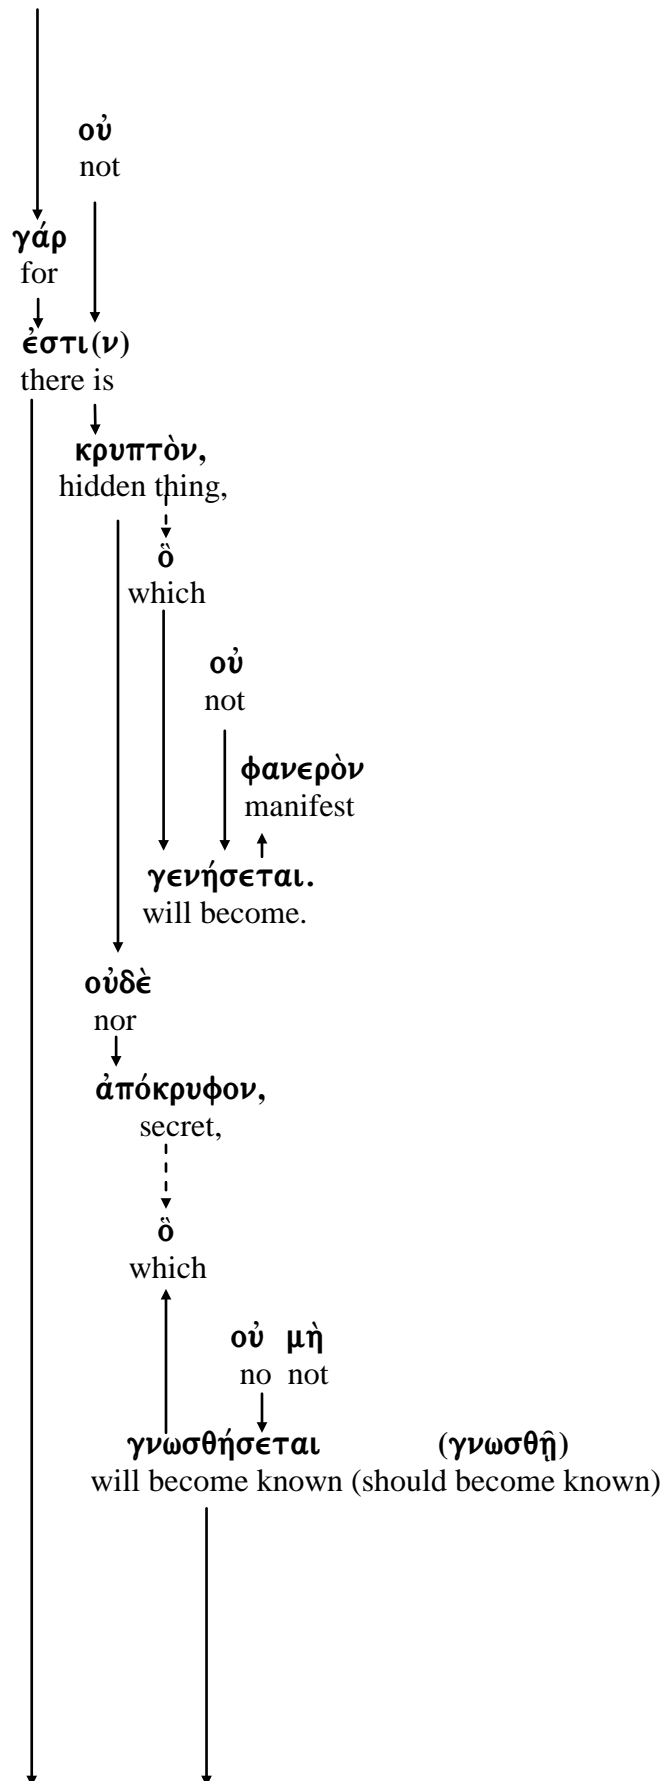 οὐ
not
γάρ
for
ἐστι(ν)
there is
κρυπτὸν,
hidden thing,
ὃ
which
οὐ
not
φανερὸν
manifest
γενήσεται.
will become.
οὐδὲ
nor
ἀπόκρυφον,
secret,
ὃ
which
οὐ μὴ
no not
γνωσθήσεται (γνωσθῇ)
will become known (should become known)